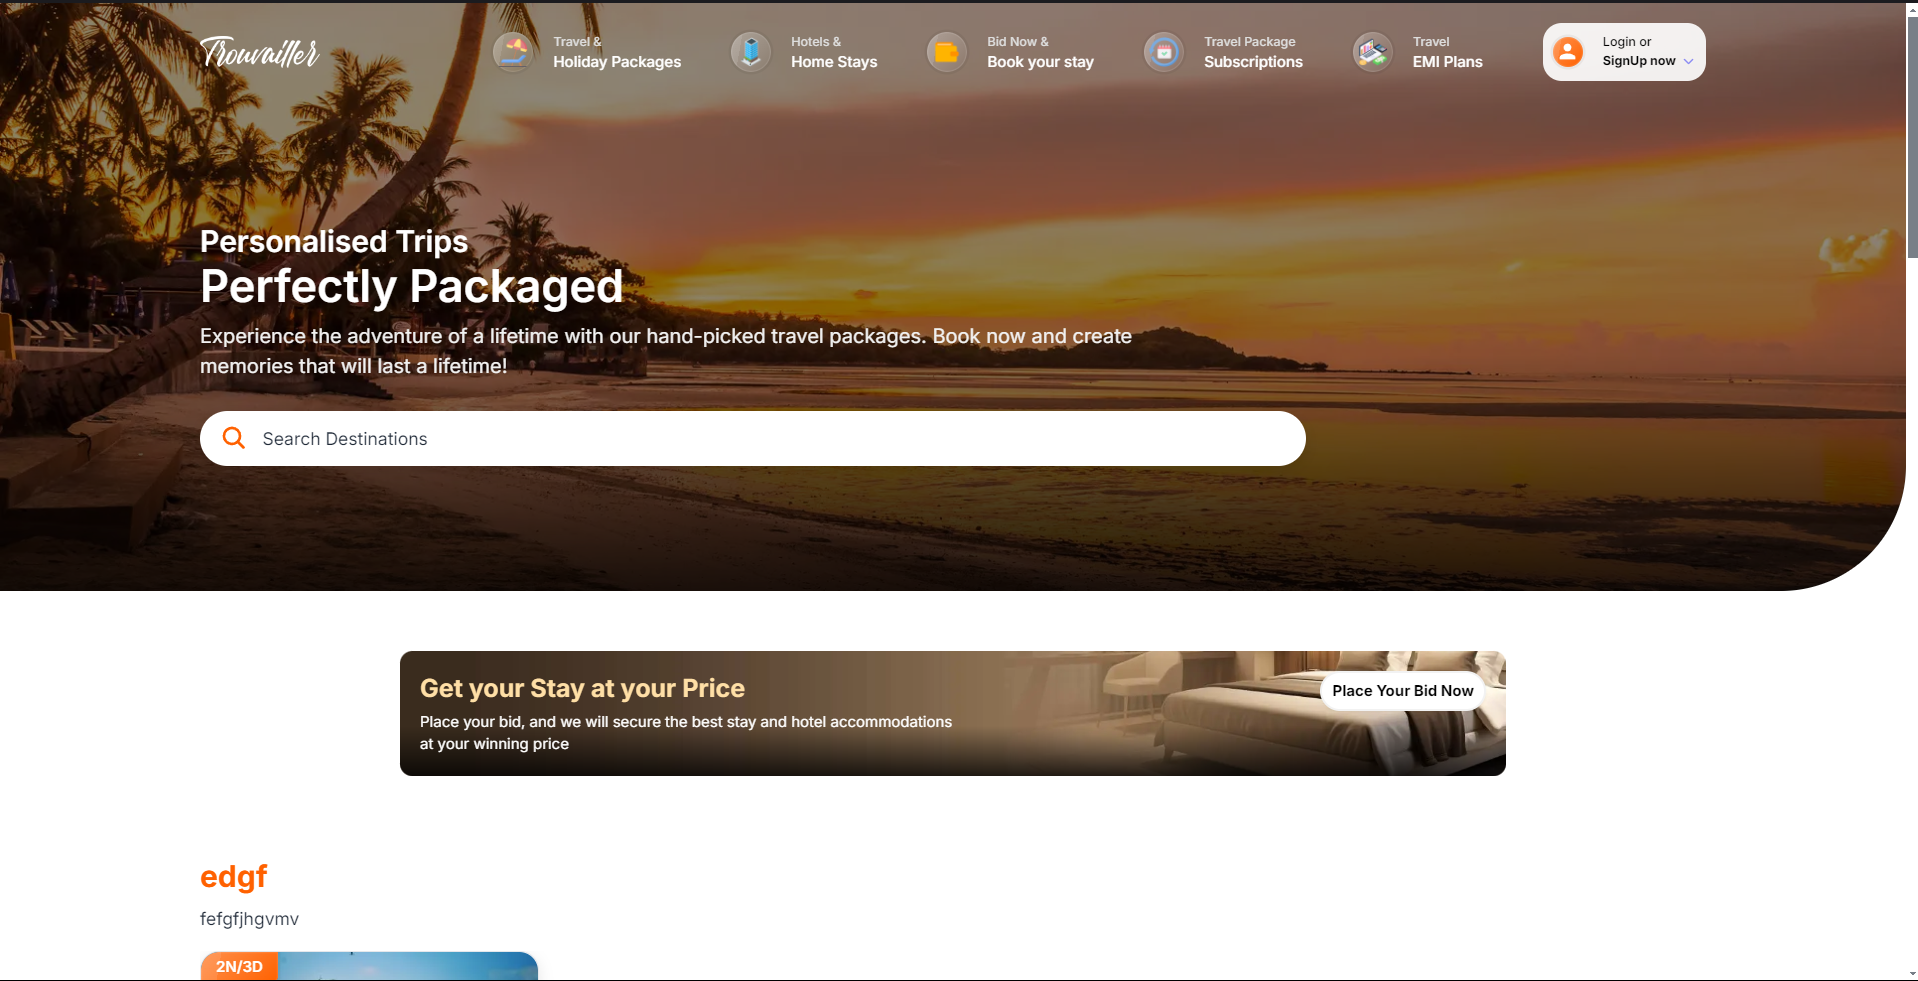 Trouvailler
Travel &
Holiday Packages
Hotels &
Home Stays
Bid Now &
Book your stay
Travel Package
Subscriptions
Travel
EMI Plans
Login or
SignUp now
Personalised Trips
Perfectly Packaged
Experience the adventure of a lifetime with our hand-picked travel packages. Book now and create
memories that will last a lifetime!
Search Destinations
Get your Stay at your Price
Place your bid, and we will secure the best stay and hotel accommodations
at your winning price
Place Your Bid Now
edgf
fefgfjhgvmv
2N/3D